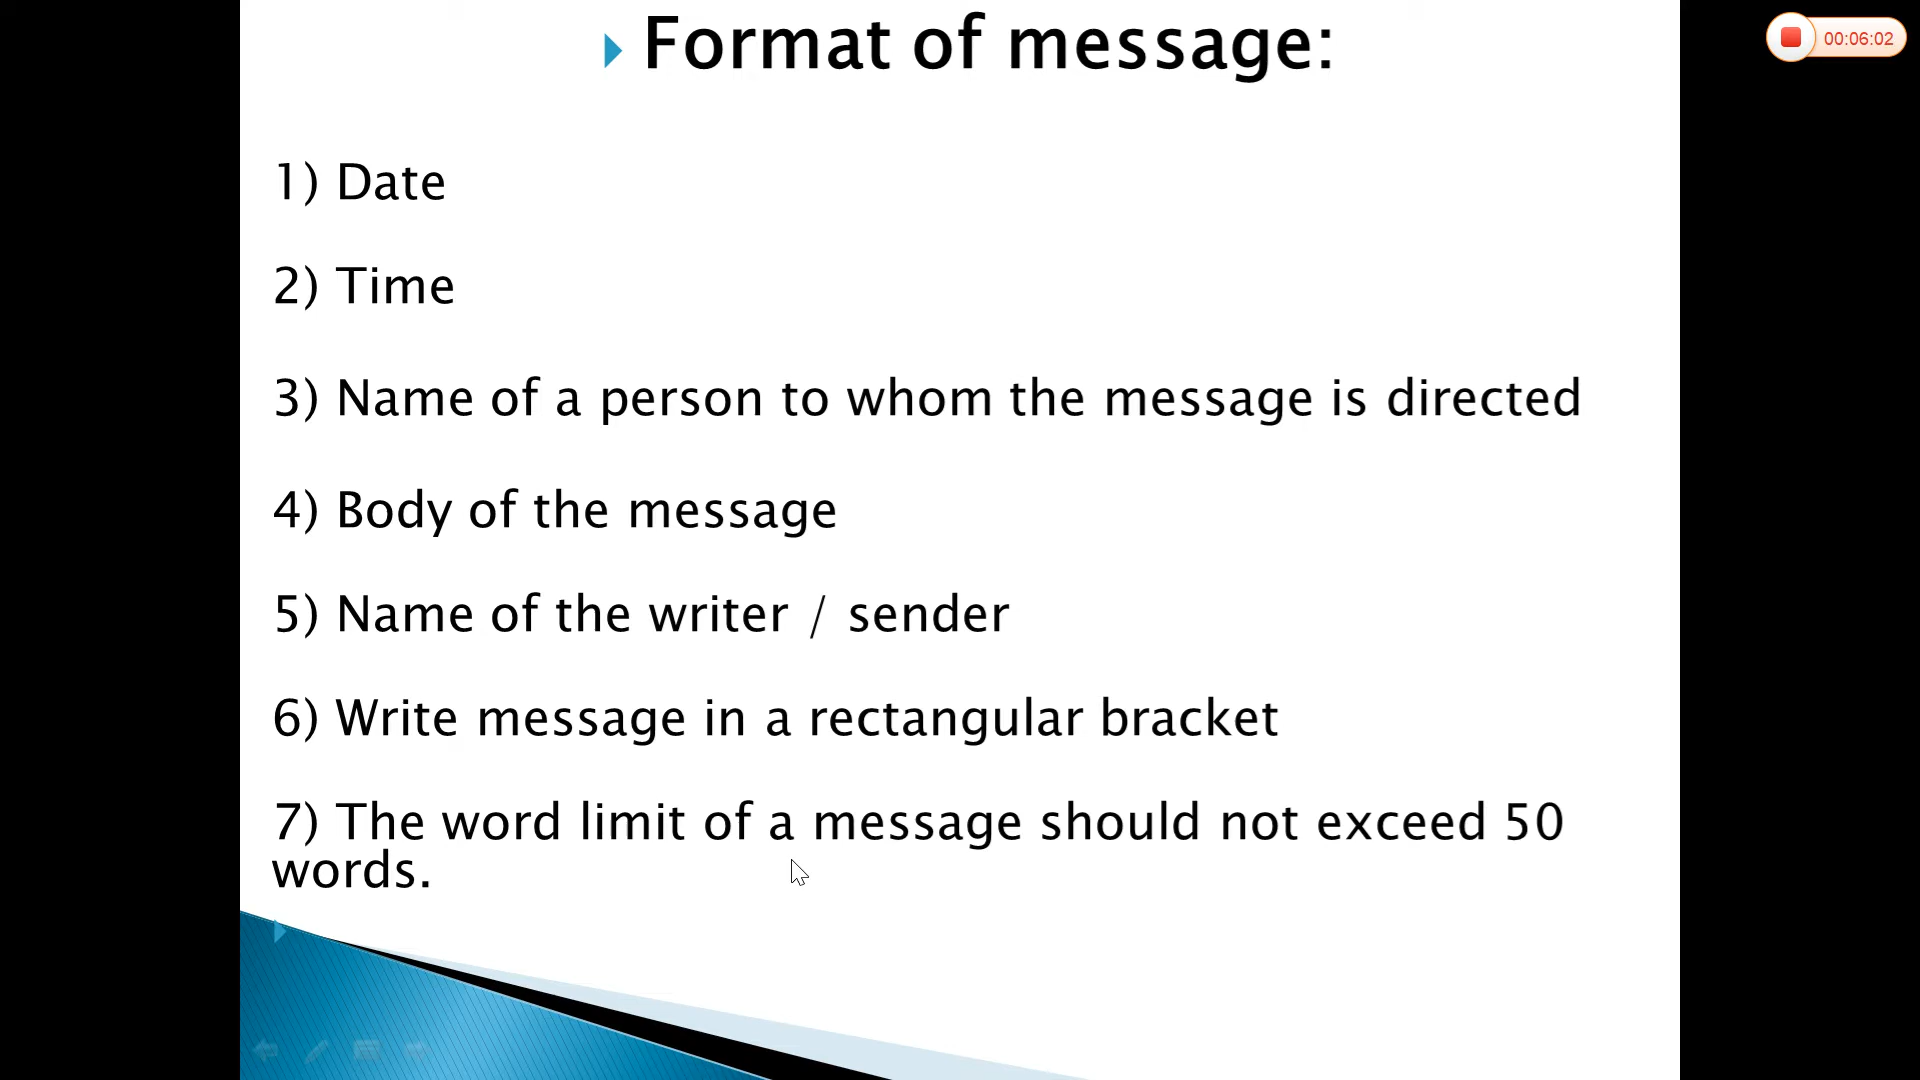 Format of message:
00:06:02
1) Date
2) Time
3) Name of a person to whom the message is directed
4) Body of the message
5) Name of the writer / sender
6) Write message in a rectangular bracket
7) The word limit of a message should not exceed 50
words.